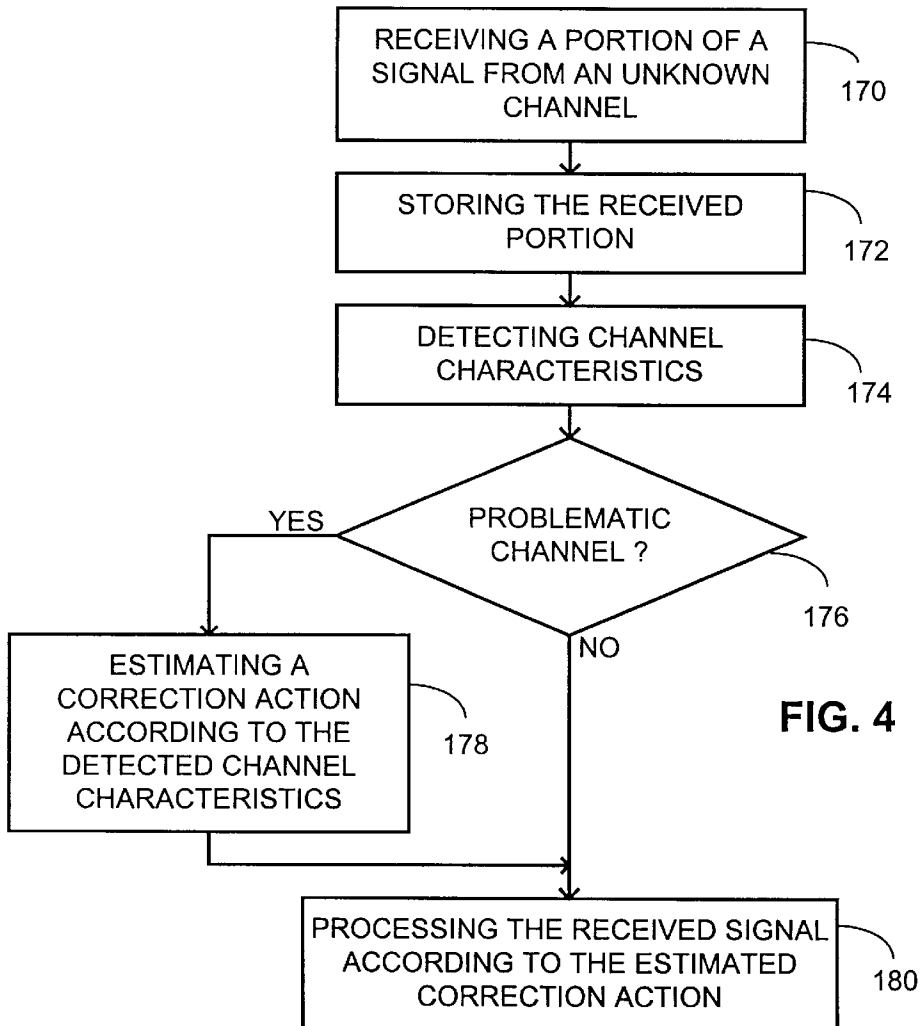 RECEIVING A PORTION OF A
SIGNAL FROM AN UNKNOWN
CHANNEL
170
STORING THE RECEIVED
PORTION
172
DETECTING CHANNEL
CHARACTERISTICS
174
PROBLEMATIC
CHANNEL ?
176
YES
NO
ESTIMATING A
CORRECTION ACTION
ACCORDING TO THE
DETECTED CHANNEL
CHARACTERISTICS
178
FIG. 4
PROCESSING THE RECEIVED SIGNAL
ACCORDING TO THE ESTIMATED
CORRECTION ACTION
180